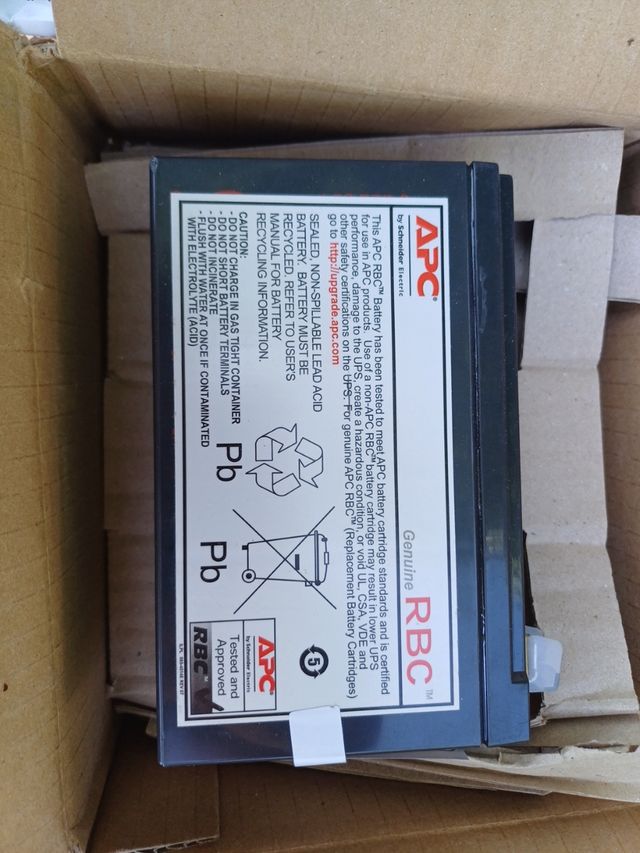 APC®
by Schneider Electric
Genuine RBC™
This APC RBC™ Battery has been tested to meet APC battery cartridge standards and is certified
for use in APC products. Use of a non-APC RBC™ battery cartridge may result in lower UPS
performance, damage to the UPS, create a hazardous condition, or void UL, CSA, VDE and
other safety certifications on the UPS. For genuine APC RBC™ (Replacement Battery Cartridges)
go to http://upgrade.apc.com
SEALED, NON-SPILLABLE LEAD ACID
BATTERY. BATTERY MUST BE
RECYCLED. REFER TO USER'S
MANUAL FOR BATTERY
RECYCLING INFORMATION.
CAUTION:
- DO NOT CHARGE IN GAS TIGHT CONTAINER
- DO NOT SHORT BATTERY TERMINALS
- DO NOT INCINERATE
- FLUSH WITH WATER AT ONCE IF CONTAMINATED
WITH ELECTROLYTE (ACID)
Pb
Pb
5
APC
by Schneider Electric
Tested and
Approved
RBC™